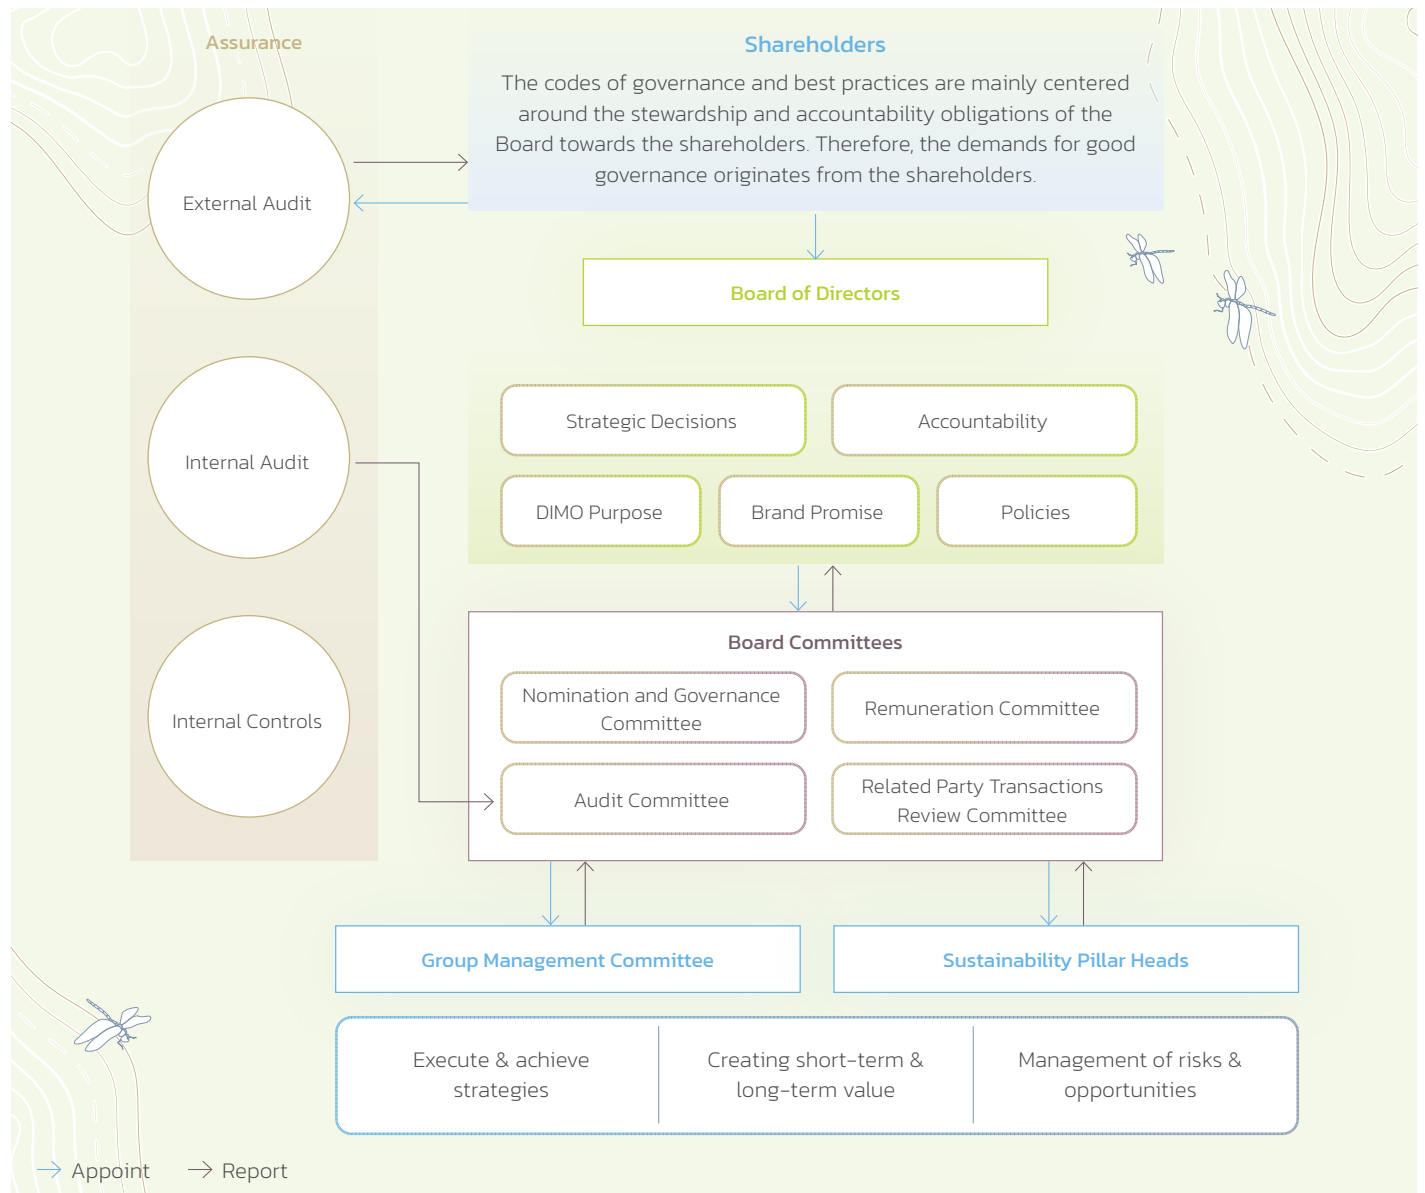 Assurance
Shareholders
The codes of governance and best practices are mainly centered
around the stewardship and accountability obligations of the
Board towards the shareholders. Therefore, the demands for good
governance originates from the shareholders.
External Audit
Board of Directors
Strategic Decisions
Accountability
Internal Audit
DIMO Purpose
Brand Promise
Policies
Board Committees
Nomination and Governance
Committee
Remuneration Committee
Internal Controls
Audit Committee
Related Party Transactions
Review Committee
Group Management Committee
Sustainability Pillar Heads
Execute & achieve
strategies
Creating short-term &
long-term value
Management of risks &
opportunities
Appoint
Report